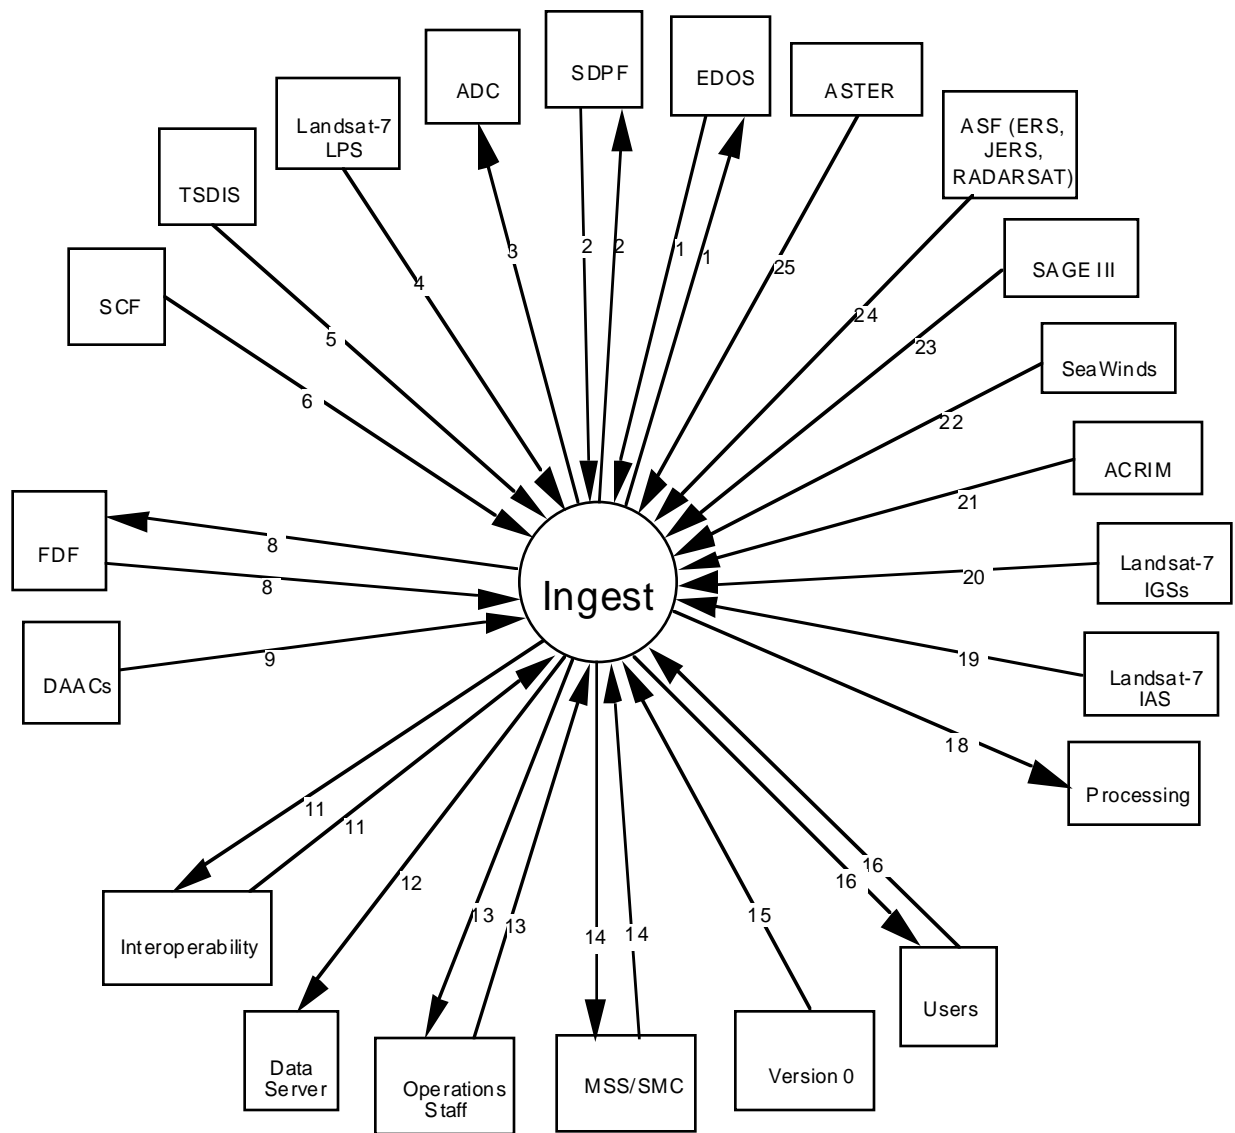 SDPF
EDOS
ADC
ASTER
Landsat-7
LPS
ASF (ERS,
JERS,
RADARSAT)
TSDIS
SCF
SAGE III
SeaWinds
ACRIM
FDF
Landsat-7
IGSs
DAACs
Landsat-7
IAS
Processing
Interoperability
Users
Data
Server
Operations
Staff
MSS/SMC
Version 0
Ingest
1
1
2
2
3
4
5
6
8
8
9
11
11
12
13
13
14
14
15
16
16
18
19
20
21
22
23
24
25